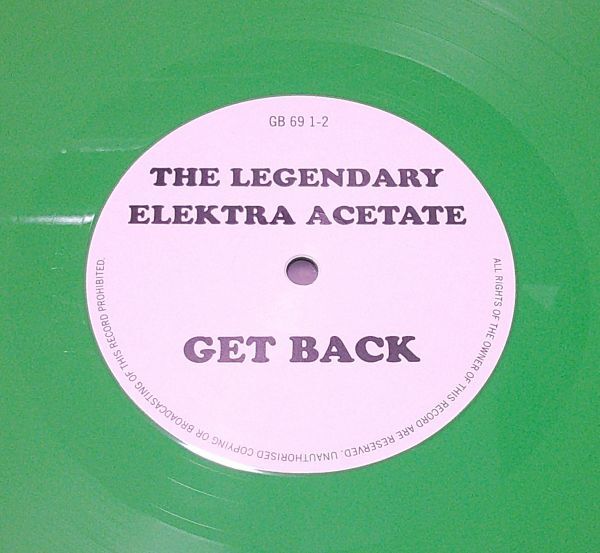 GB 69 1-2
THE LEGENDARY
ELEKTRA ACETATE
GET BACK
ALL RIGHTS OF THE OWNER OF THIS RECORD ARE RESERVED. UNAUTHORISED COPYING OR BROADCASTING OF THIS RECORD PROHIBITED.